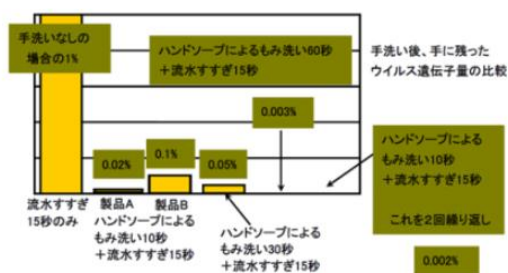 手洗いなしの
場合の1%
ハンドソープによるもみ洗い60秒
+流水すすぎ15秒
手洗い後、手に残った
ウイルス遺伝子量の比較
0.003%
0.02%
0.1%
0.05%
ハンドソープによる
もみ洗い10秒
+流水すすぎ15秒
これを2回繰り返し
0.002%
流水すすぎ
15秒のみ
製品A
製品B
ハンドソープによる
もみ洗い10秒
+流水すすぎ15秒
ハンドソープによる
もみ洗い30秒
+流水すすぎ15秒